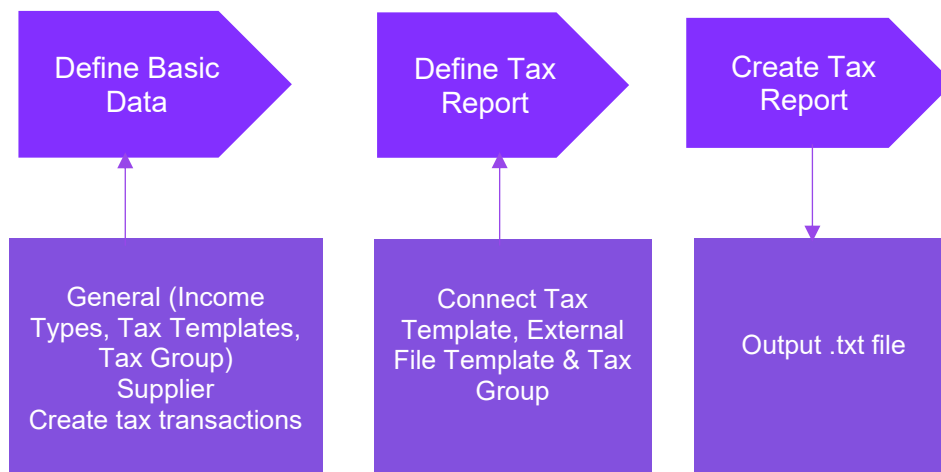 Define Basic
Data
Define Tax
Report
Create Tax
Report
General (Income
Types, Tax Templates,
Tax Group)
Supplier
Create tax transactions
Connect Tax
Template, External
File Template & Tax
Group
Output .txt file